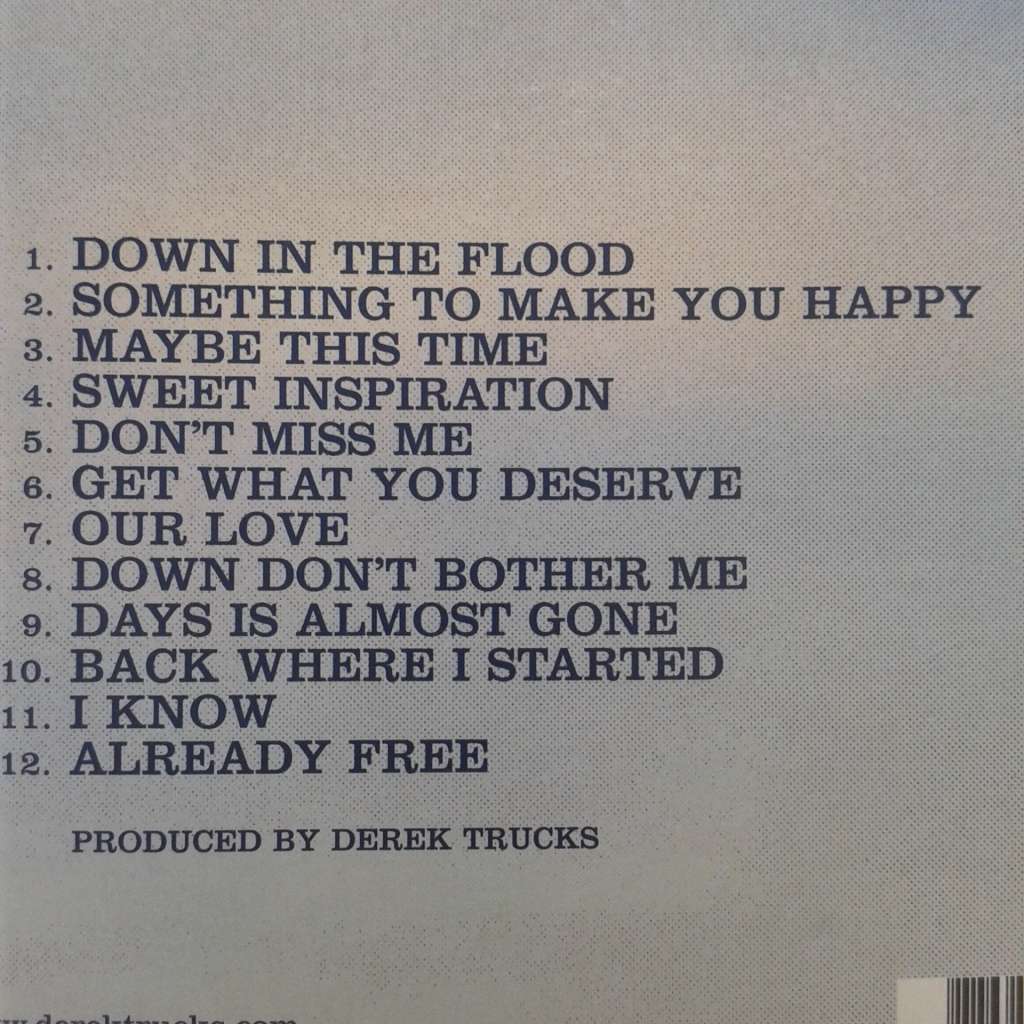 1. DOWN IN THE FLOOD
2. SOMETHING TO MAKE YOU HAPPY
3. MAYBE THIS TIME
4. SWEET INSPIRATION
5. DON'T MISS ME
6. GET WHAT YOU DESERVE
7. OUR LOVE
8. DOWN DON'T BOTHER ME
9. DAYS IS ALMOST GONE
10. BACK WHERE I STARTED
11. I KNOW
12. ALREADY FREE
PRODUCED BY DEREK TRUCKS